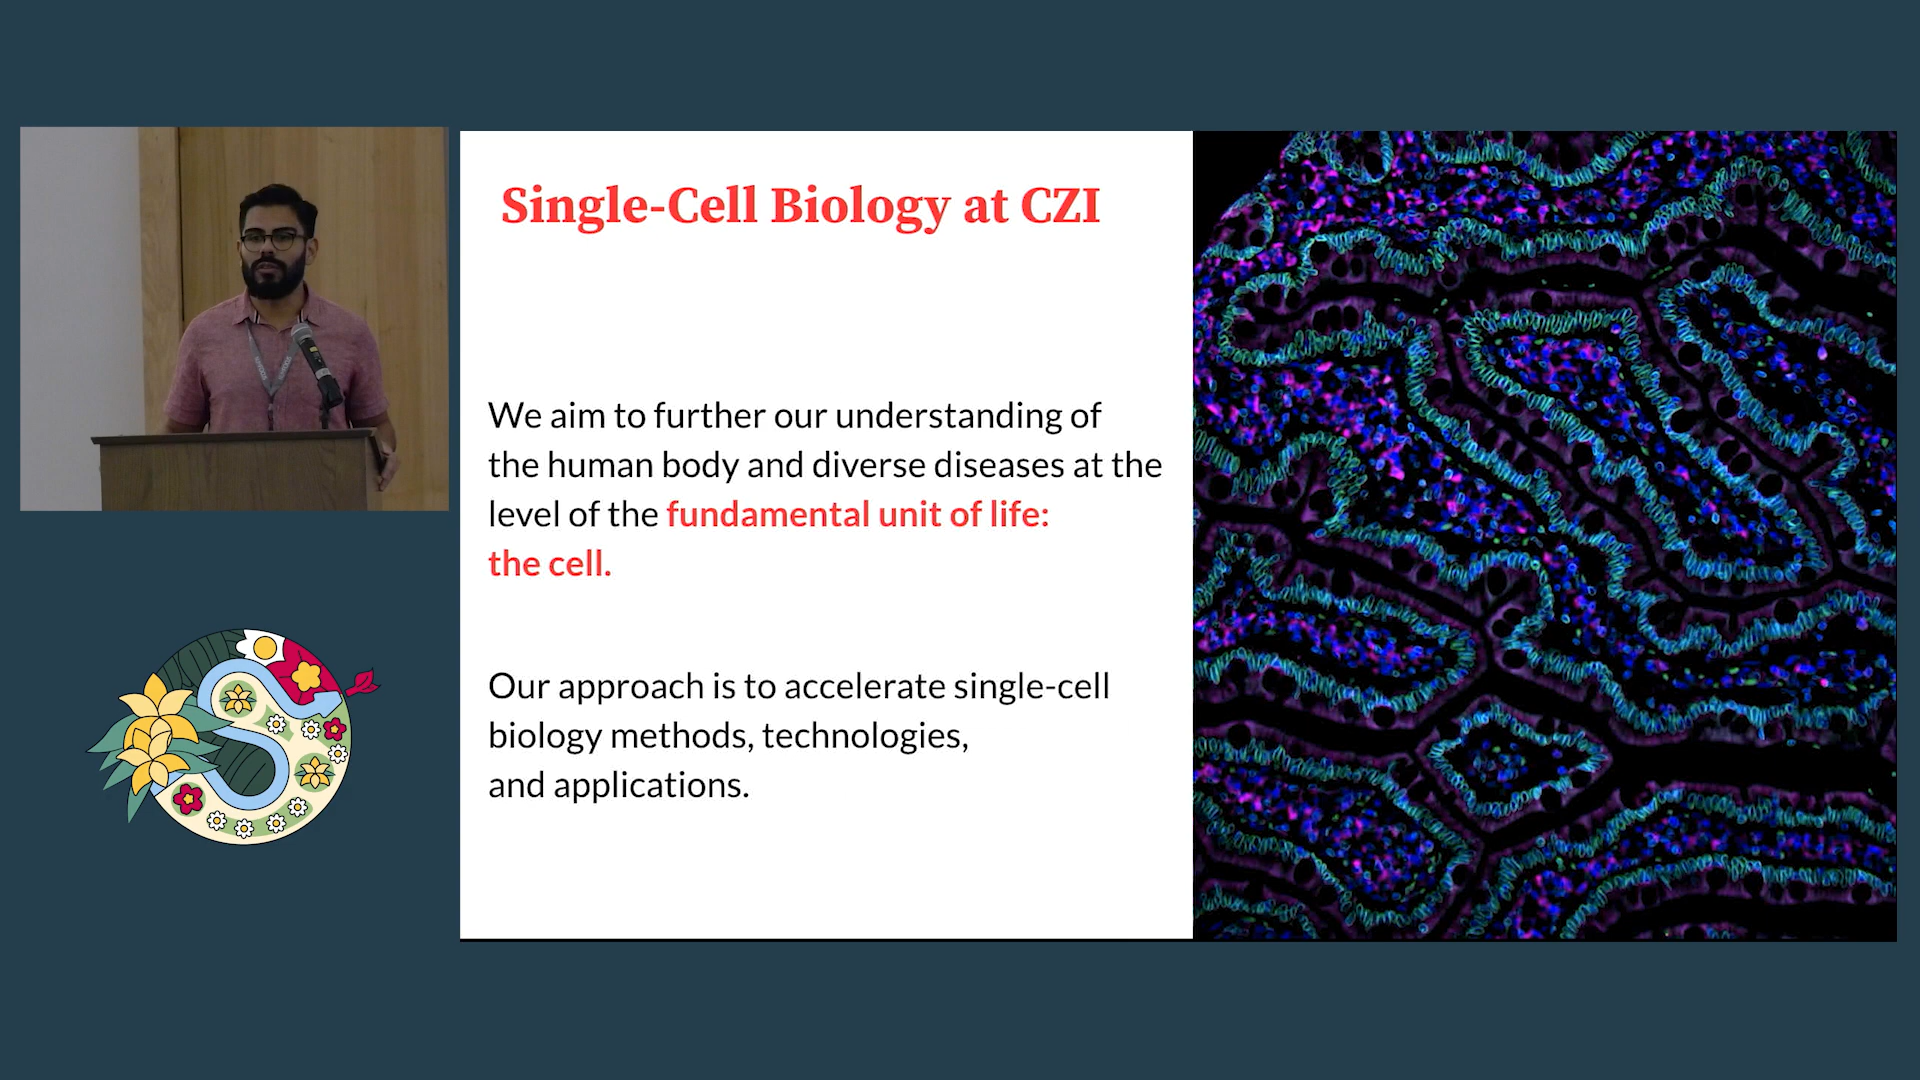 Single-Cell Biology at CZI
We aim to further our understanding of
the human body and diverse diseases at the
level of the fundamental unit of life:
the cell.
Our approach is to accelerate single-cell
biology methods, technologies,
and applications.